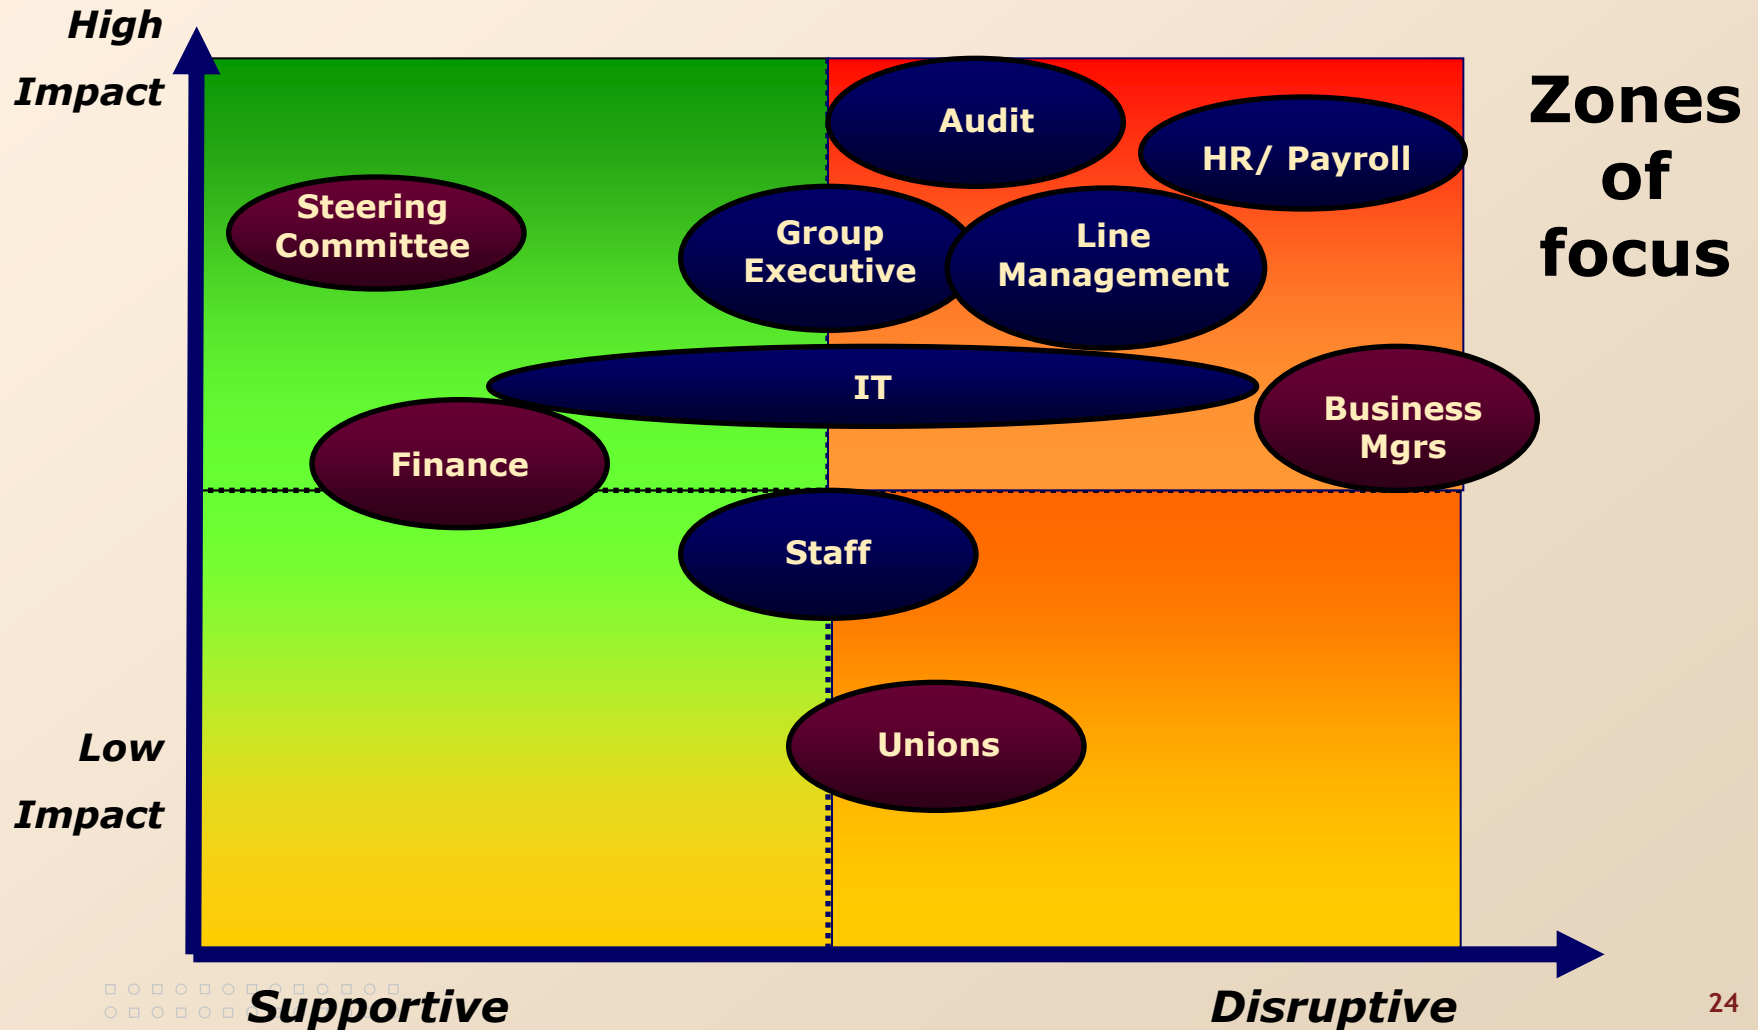 High
Impact
Zones
of
focus
Audit
HR/ Payroll
Steering
Committee
Group
Executive
Line
Management
IT
Business
Mgrs
Finance
Staff
Unions
Low
Impact
Supportive
Disruptive
24